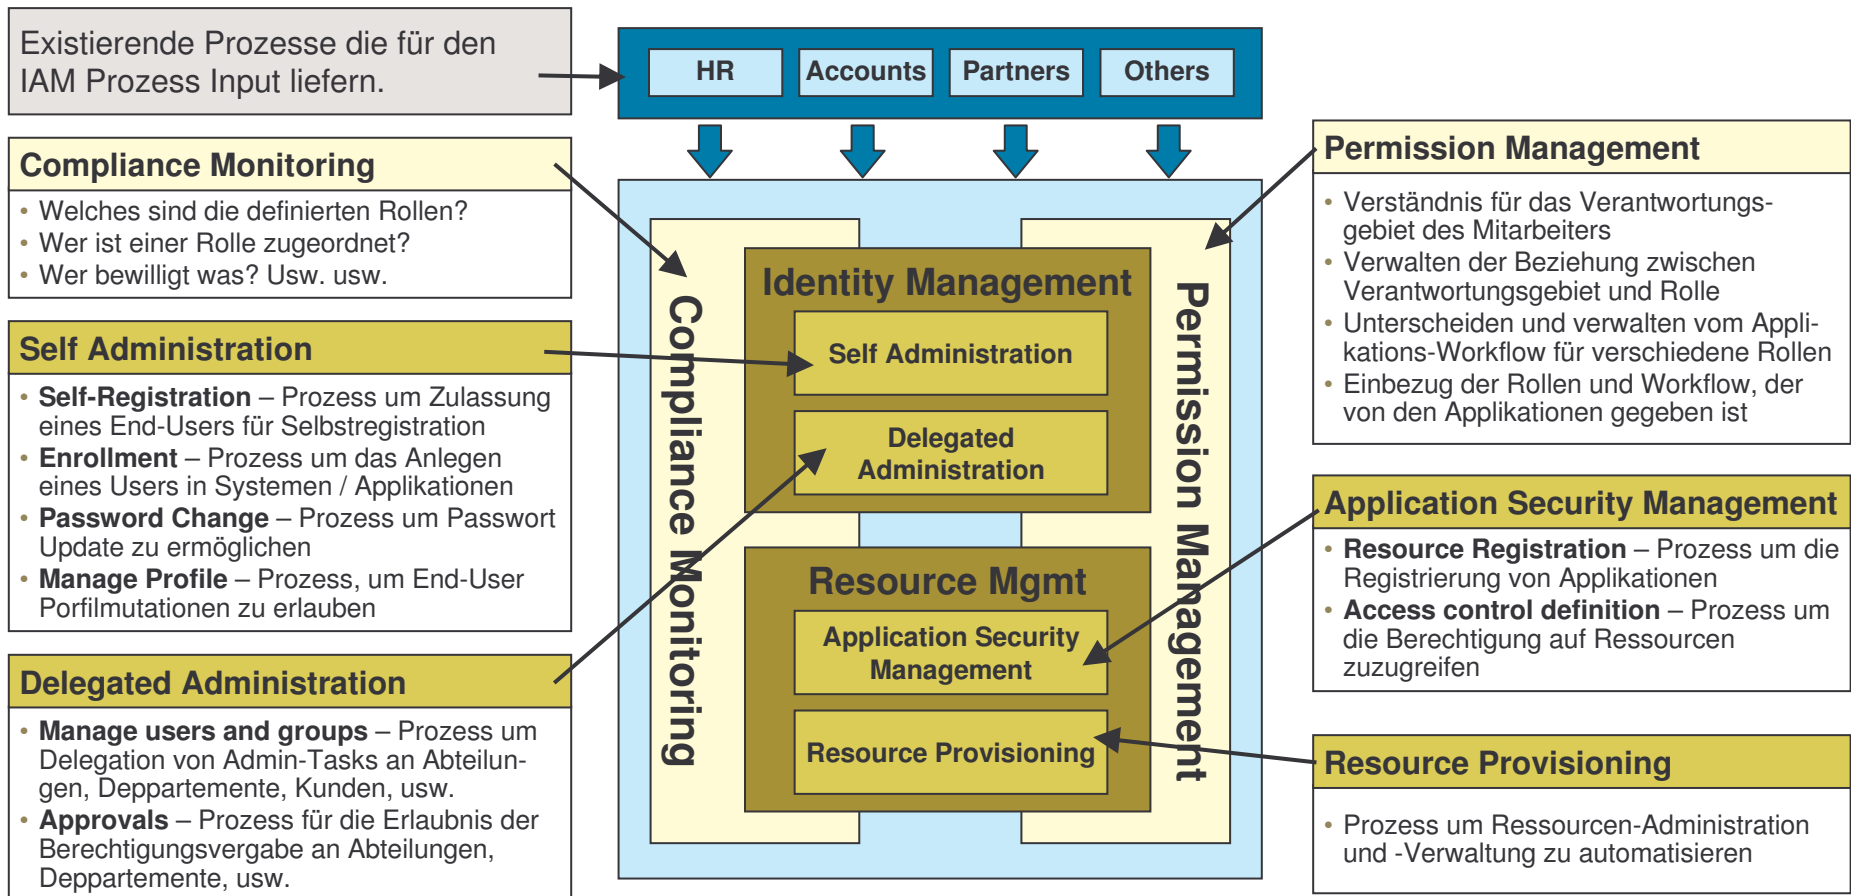 Existierende Prozesse die für den
IAM Prozess Input liefern.
HR
Accounts
Partners
Others
Compliance Monitoring
• Welches sind die definierten Rollen?
• Wer ist einer Rolle zugeordnet?
• Wer bewilligt was? Usw. usw.
Self Administration
• Self-Registration – Prozess um Zulassung
eines End-Users für Selbstregistration
• Enrollment – Prozess um das Anlegen
eines Users in Systemen / Applikationen
• Password Change – Prozess um Passwort
Update zu ermöglichen
• Manage Profile – Prozess, um End-User
Porfilmutationen zu erlauben
Delegated Administration
• Manage users and groups – Prozess um
Delegation von Admin-Tasks an Abteilun-
gen, Deppartemente, Kunden, usw.
• Approvals – Prozess für die Erlaubnis der
Berechtigungsvergabe an Abteilungen,
Deppartemente, usw.
Compliance Monitoring
Identity Management
Self Administration
Delegated
Administration
Resource Mgmt
Application Security
Management
Resource Provisioning
Permission Management
Permission Management
• Verständnis für das Verantwortungs-
gebiet des Mitarbeiters
• Verwalten der Beziehung zwischen
Verantwortungsgebiet und Rolle
• Unterscheiden und verwalten vom Appli-
kations-Workflow für verschiedene Rollen
• Einbezug der Rollen und Workflow, der
von den Applikationen gegeben ist
Application Security Management
• Resource Registration – Prozess um die
Registrierung von Applikationen
• Access control definition – Prozess um
die Berechtigung auf Ressourcen
zuzugreifen
Resource Provisioning
• Prozess um Ressourcen-Administration
und -Verwaltung zu automatisieren